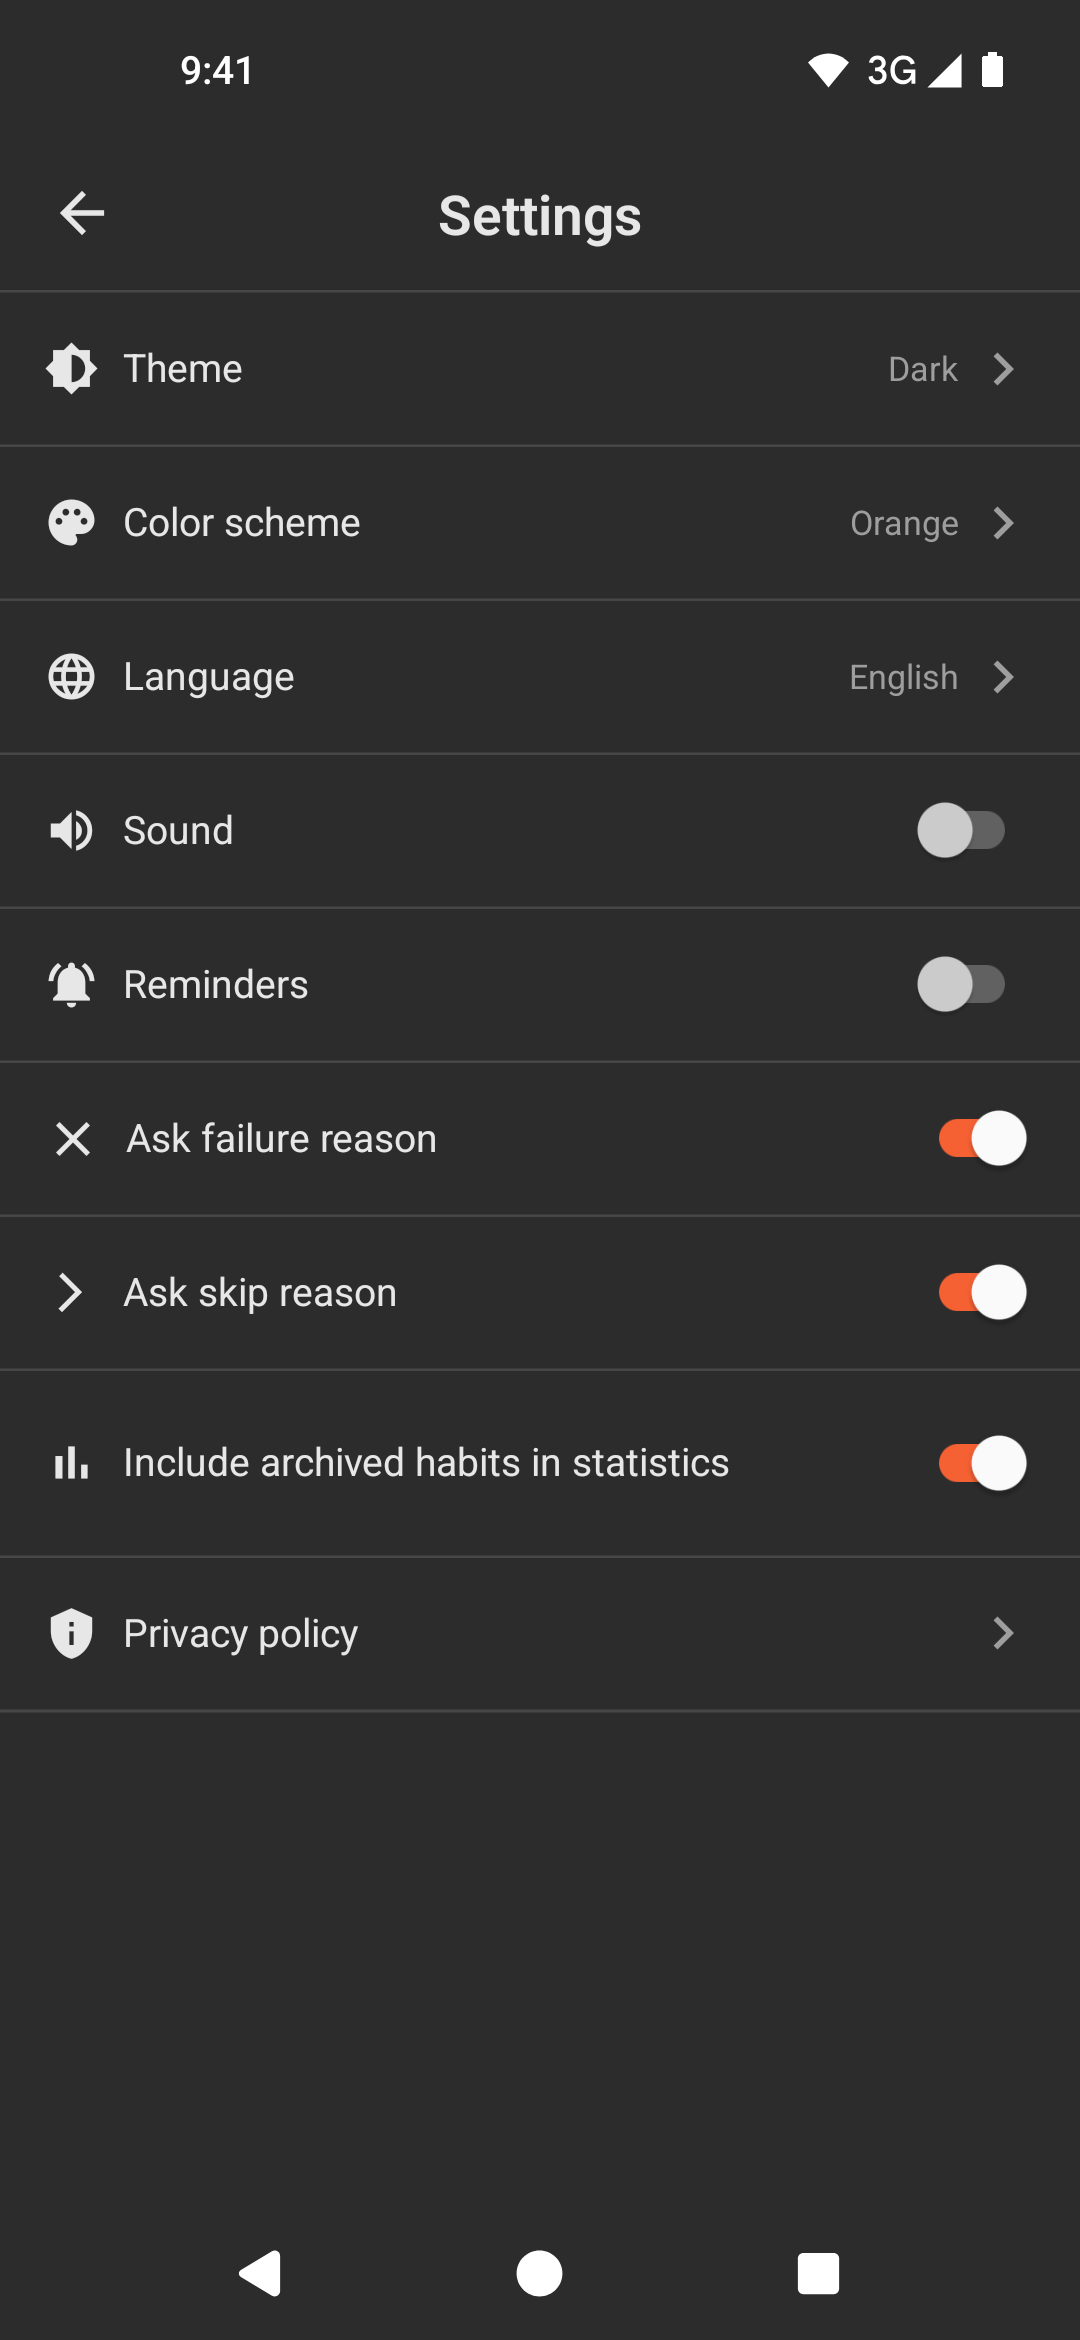 9:41 3G
Settings
Theme Dark
Color scheme Orange
Language English
Sound
Reminders
Ask failure reason
Ask skip reason
Include archived habits in statistics
Privacy policy